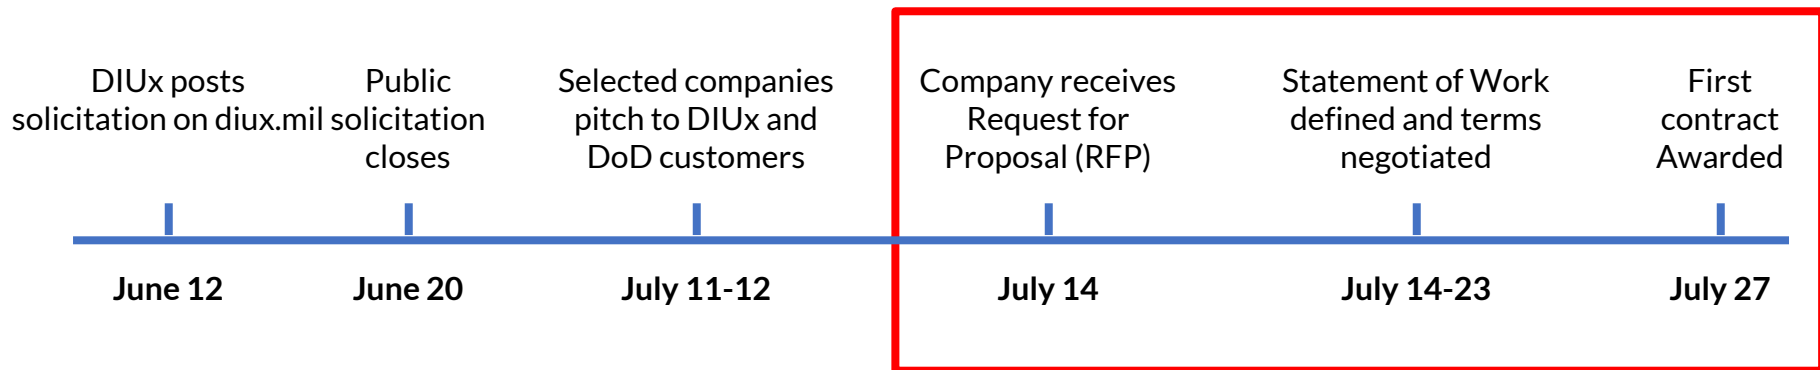 DIUx posts
solicitation on diux.mil
Public
solicitation
closes
Selected companies
pitch to DIUx and
DoD customers
Company receives
Request for
Proposal (RFP)
Statement of Work
defined and terms
negotiated
First
contract
Awarded
June 12
June 20
July 11-12
July 14
July 14-23
July 27